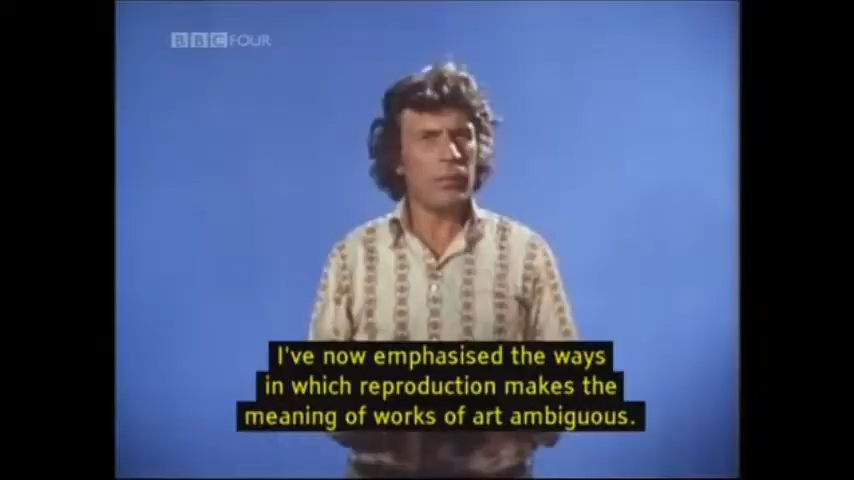 BBC FOUR
I've now emphasised the ways
in which reproduction makes the
meaning of works of art ambiguous.